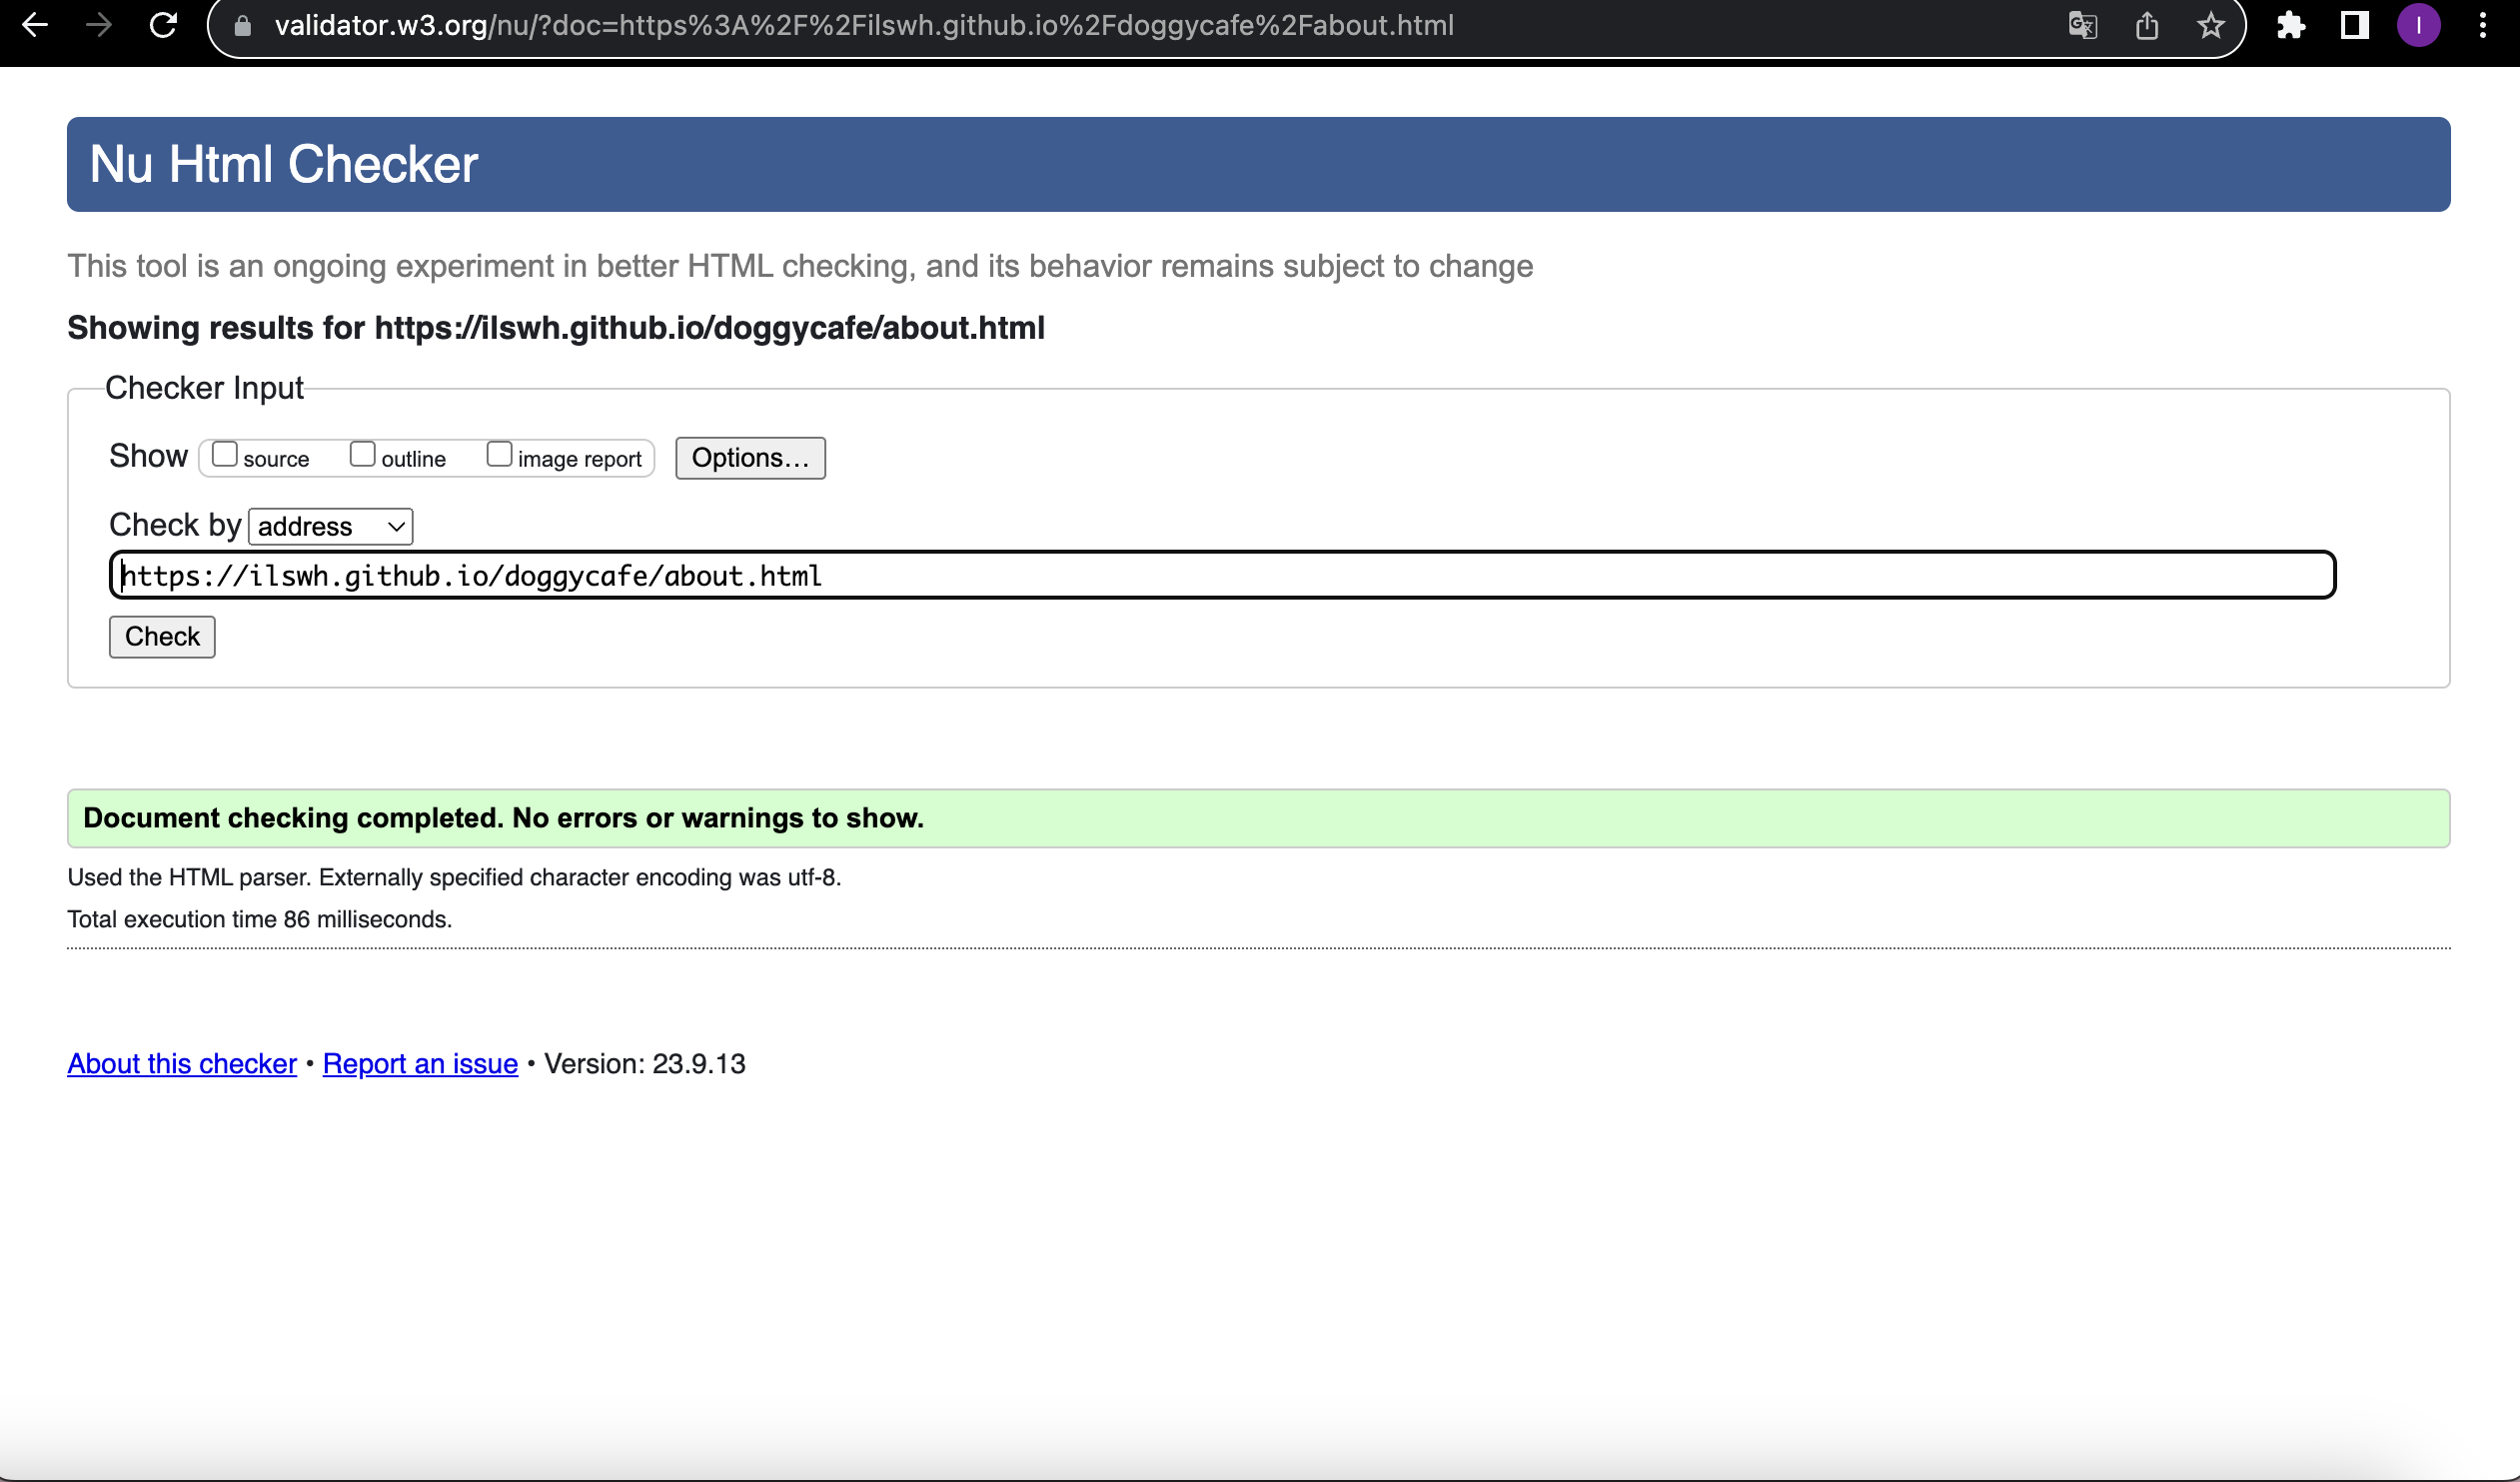 validator.w3.org/nu/?doc=https%3A%2F%2Filswh.github.io%2Fdoggycafe%2Fabout.html
I
Nu Html Checker
This tool is an ongoing experiment in better HTML checking, and its behavior remains subject to change
Showing results for https://ilswh.github.io/doggycafe/about.html
Checker Input
Show source outline image report Options...
Check by address
https://ilswh.github.io/doggycafe/about.html
Check
Document checking completed. No errors or warnings to show.
Used the HTML parser. Externally specified character encoding was utf-8.
Total execution time 86 milliseconds.
About this checker • Report an issue • Version: 23.9.13